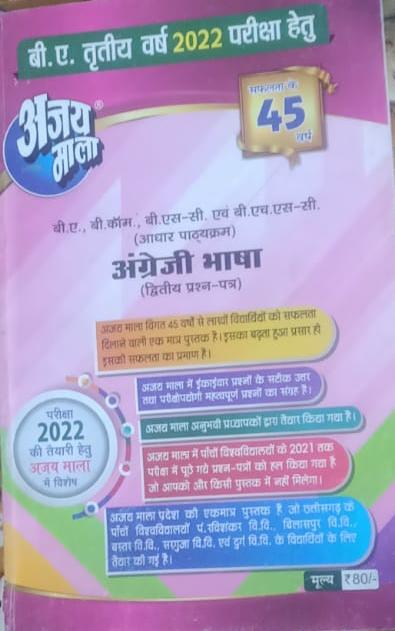 बी.ए. तृतीय वर्ष 2022 परीक्षा हेतु
अजय माला®
सफलता के
45
वर्ष
बी.ए., बी.कॉम., बी.एस-सी. एवं बी.एच.एस-सी.
(आधार पाठ्यक्रम)
अंग्रेजी भाषा
(द्वितीय प्रश्न-पत्र)
अजय माला विगत 45 वर्षों से लाखों विद्यार्थियों को सफलता
दिलाने वाली एक मात्र पुस्तक है। इसका बढ़ता हुआ प्रसार ही
इसकी सफलता का प्रमाण है।
अजय माला में ईकाईवार प्रश्नों के सटीक उत्तर
तथा परीक्षोपयोगी महत्वपूर्ण प्रश्नों का संग्रह है।
अजय माला अनुभवी प्राध्यापकों द्वारा तैयार किया गया है।
परीक्षा
2022
की तैयारी हेतु
अजय माला
में विशेष
अजय माला में पाँचों विश्वविद्यालयों के 2021 तक
परीक्षा में पूछे गये प्रश्न-पत्रों को हल किया गया है
जो आपको और किसी पुस्तक में नहीं मिलेगा।
अजय माला प्रदेश की एकमात्र पुस्तक है जो छत्तीसगढ़ के
पाँचों विश्वविद्यालयों पं.रविशंकर वि.वि., बिलासपुर वि.वि.,
बस्तर वि.वि., सरगुजा वि.वि. एवं दुर्ग वि.वि. के विद्यार्थियों के लिए
तैयार की गई है।
मूल्य ₹80/-